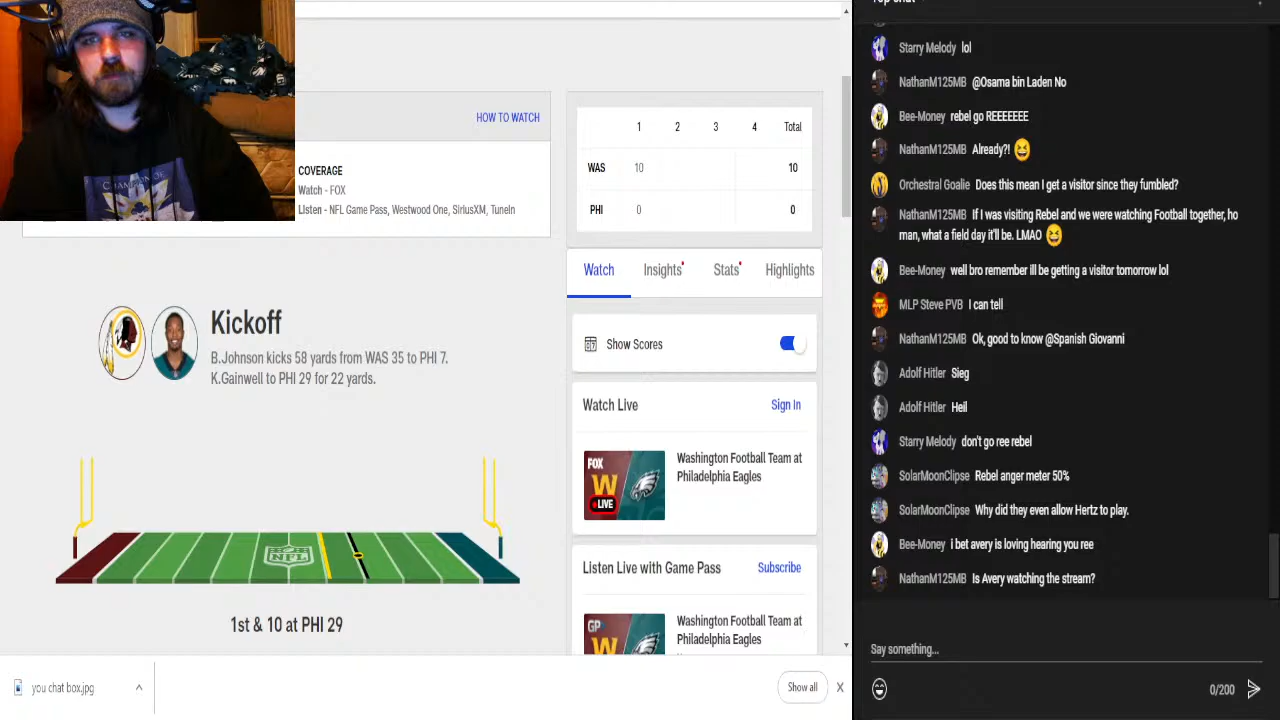 HOW TO WATCH
COVERAGE
Watch - FOX
Listen - NFL Game Pass, Westwood One, SiriusXM, TuneIn
1 2 3 4 Total
WAS 10 10
PHI 0 0
Watch Insights Stats Highlights
Show Scores
Watch Live Sign In
FOX
W
LIVE
Washington Football Team at
Philadelphia Eagles
Listen Live with Game Pass Subscribe
GP
W
Washington Football Team at
Philadelphia Eagles
Kickoff
B.Johnson kicks 58 yards from WAS 35 to PHI 7.
K.Gainwell to PHI 29 for 22 yards.
NFL
1st & 10 at PHI 29
you chat box.jpg
Show all
X
Starry Melody lol
NathanM125MB @Osama bin Laden No
Bee-Money rebel go REEEEEEE
NathanM125MB Already?! 😆
Orchestral Goalie Does this mean I get a visitor since they fumbled?
NathanM125MB If I was visiting Rebel and we were watching Football together, ho
man, what a field day it'll be. LMAO 😆
Bee-Money well bro remember ill be getting a visitor tomorrow lol
MLP Steve PVB I can tell
NathanM125MB Ok, good to know @Spanish Giovanni
Adolf Hitler Sieg
Adolf Hitler Heil
Starry Melody don't go ree rebel
SolarMoonClipse Rebel anger meter 50%
SolarMoonClipse Why did they even allow Hertz to play.
Bee-Money i bet avery is loving hearing you ree
NathanM125MB Is Avery watching the stream?
Say something...
0/200